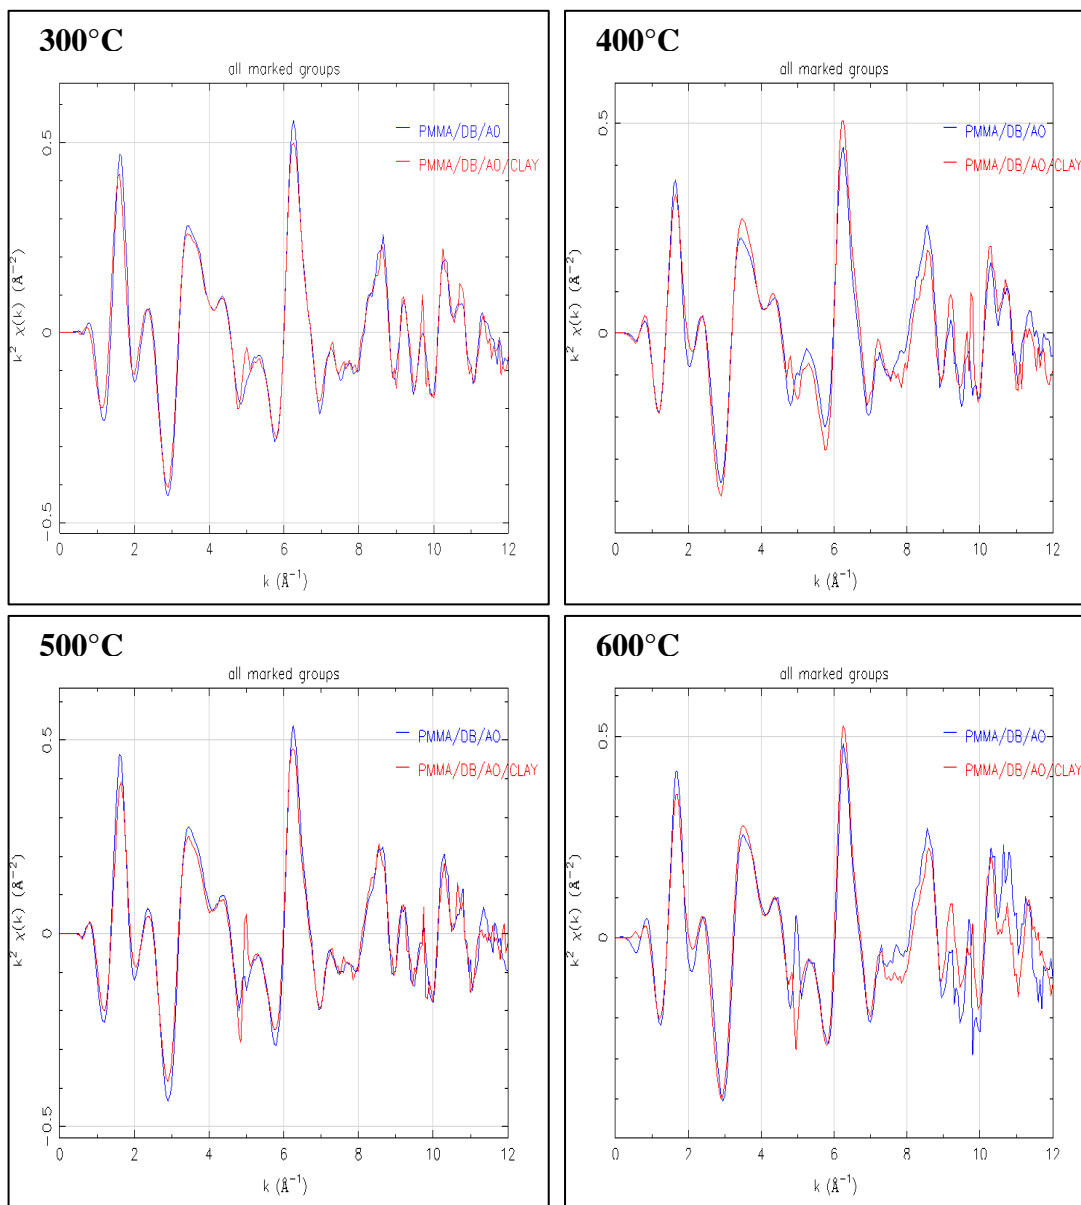 300°C
all marked groups
PMMA/DB/AO
PMMA/DB/AO/CLAY
k² χ(k) (Å⁻²)
0.5
0
−0.5
0 2 4 6 8 10 12
k (Å⁻¹)
400°C
all marked groups
PMMA/DB/AO
PMMA/DB/AO/CLAY
k² χ(k) (Å⁻²)
0.5
0
0 2 4 6 8 10 12
k (Å⁻¹)
500°C
all marked groups
PMMA/DB/AO
PMMA/DB/AO/CLAY
k² χ(k) (Å⁻²)
0.5
0
−0.5
0 2 4 6 8 10 12
k (Å⁻¹)
600°C
all marked groups
PMMA/DB/AO
PMMA/DB/AO/CLAY
k² χ(k) (Å⁻²)
0.5
0
0 2 4 6 8 10 12
k (Å⁻¹)